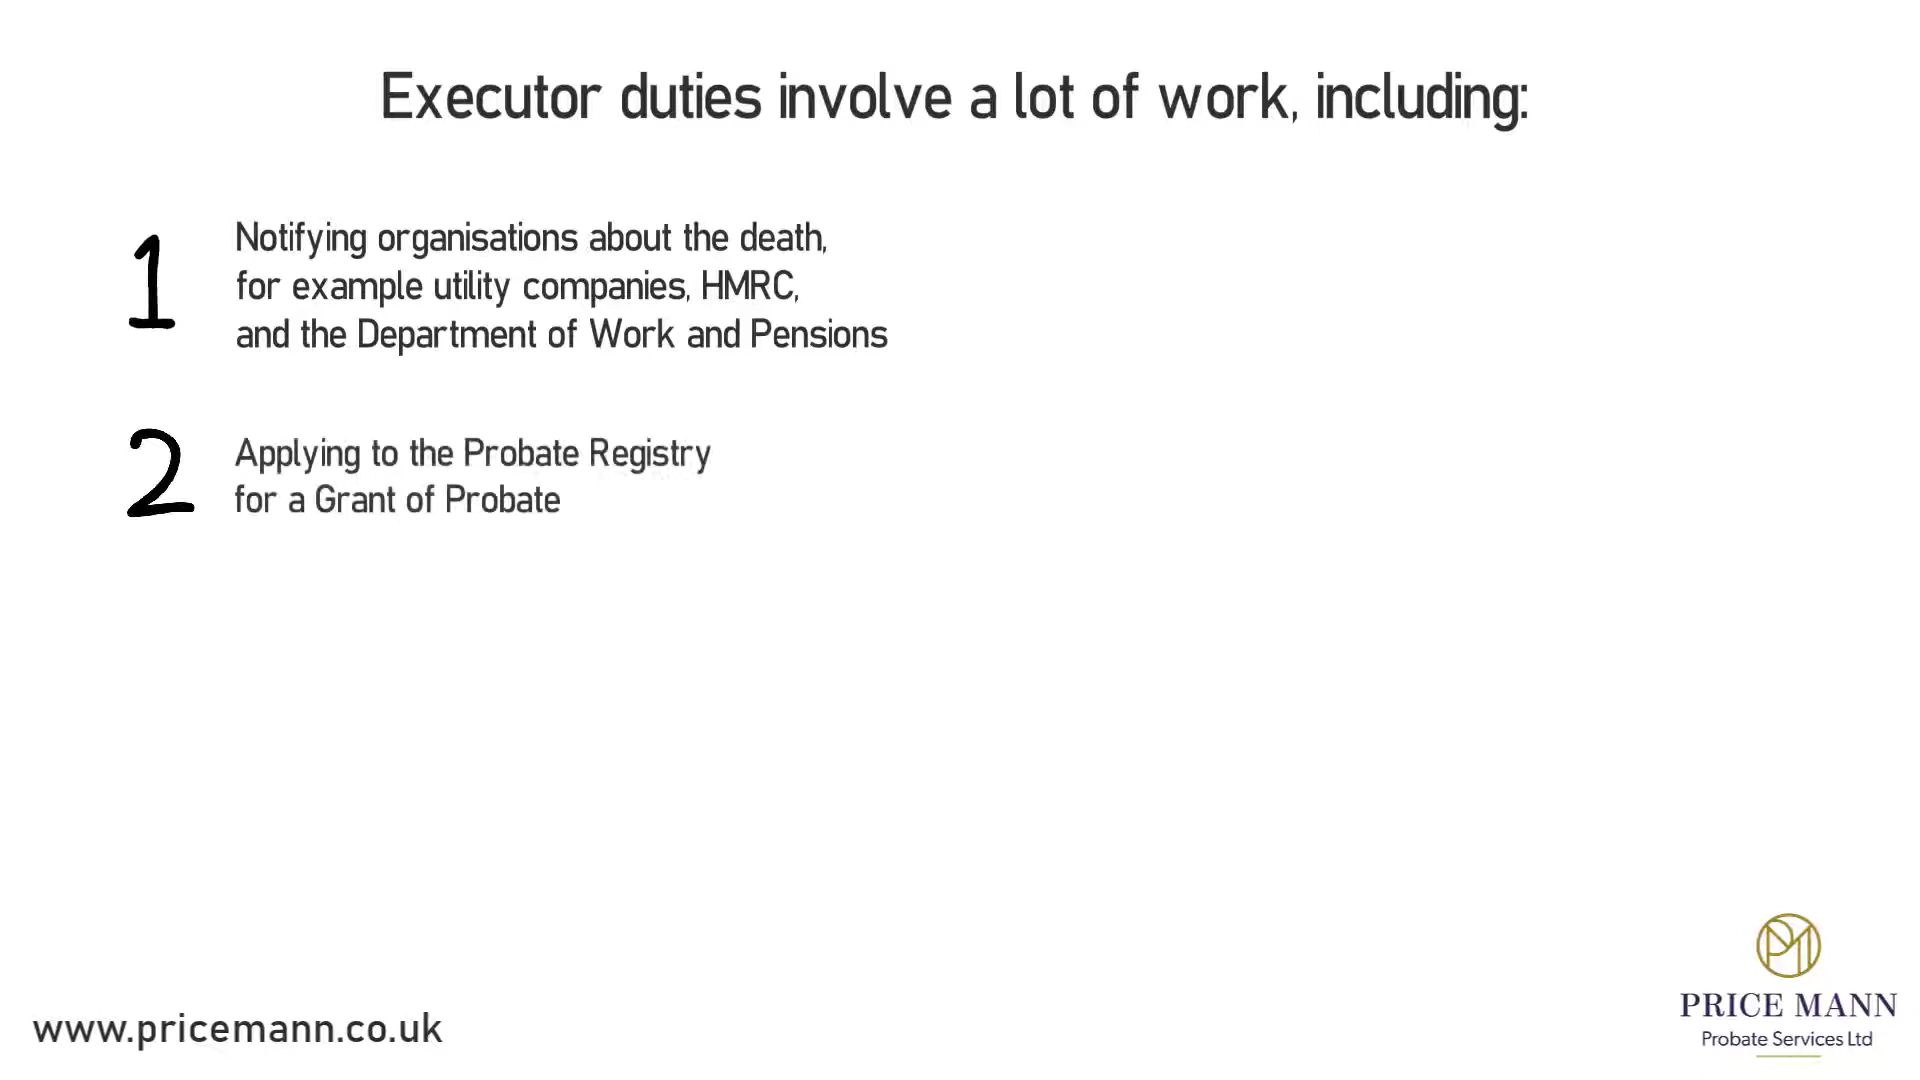 Executor duties involve a lot of work, including:
1
Notifying organisations about the death,
for example utility companies, HMRC,
and the Department of Work and Pensions
2
Applying to the Probate Registry
for a Grant of Probate
www.pricemann.co.uk
PM
PRICE MANN
Probate Services Ltd